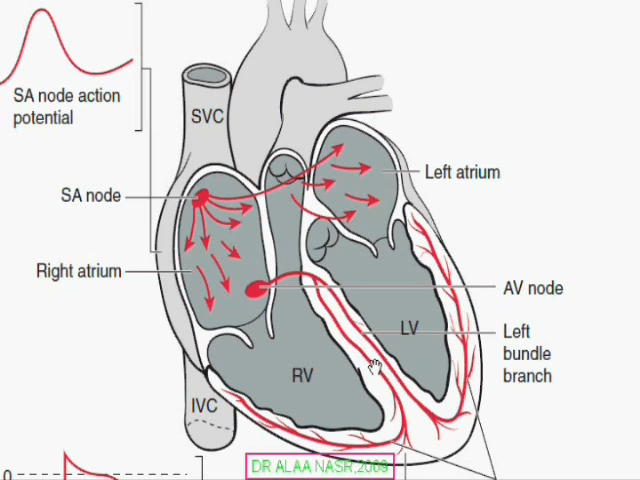 SA node action
potential
SVC
SA node
Right atrium
Left atrium
AV node
LV
Left
bundle
branch
RV
IVC
0
DR ALAA NASR,2009